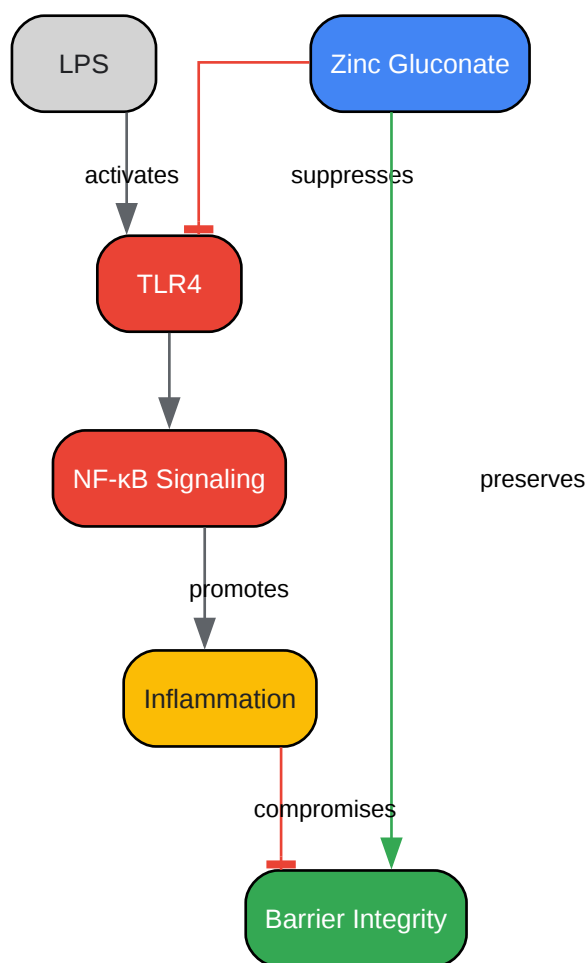 LPS
Zinc Gluconate
activates
suppresses
TLR4
NF-κB Signaling
preserves
promotes
Inflammation
compromises
Barrier Integrity